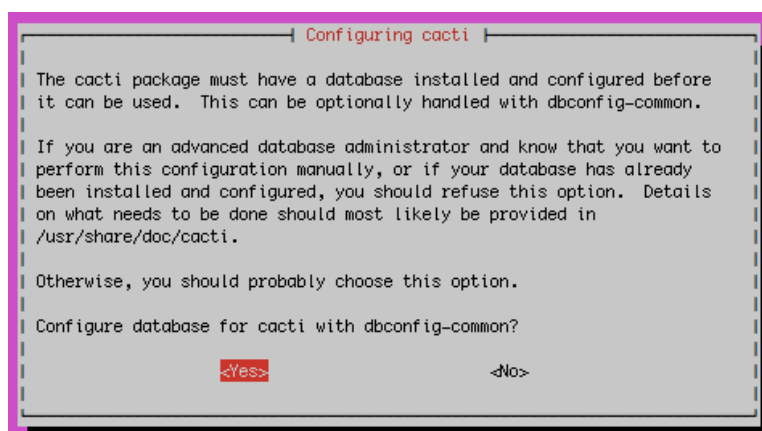 Configuring cacti
The cacti package must have a database installed and configured before
it can be used.  This can be optionally handled with dbconfig-common.
If you are an advanced database administrator and know that you want to
perform this configuration manually, or if your database has already
been installed and configured, you should refuse this option.  Details
on what needs to be done should most likely be provided in
/usr/share/doc/cacti.
Otherwise, you should probably choose this option.
Configure database for cacti with dbconfig-common?
<Yes> <No>